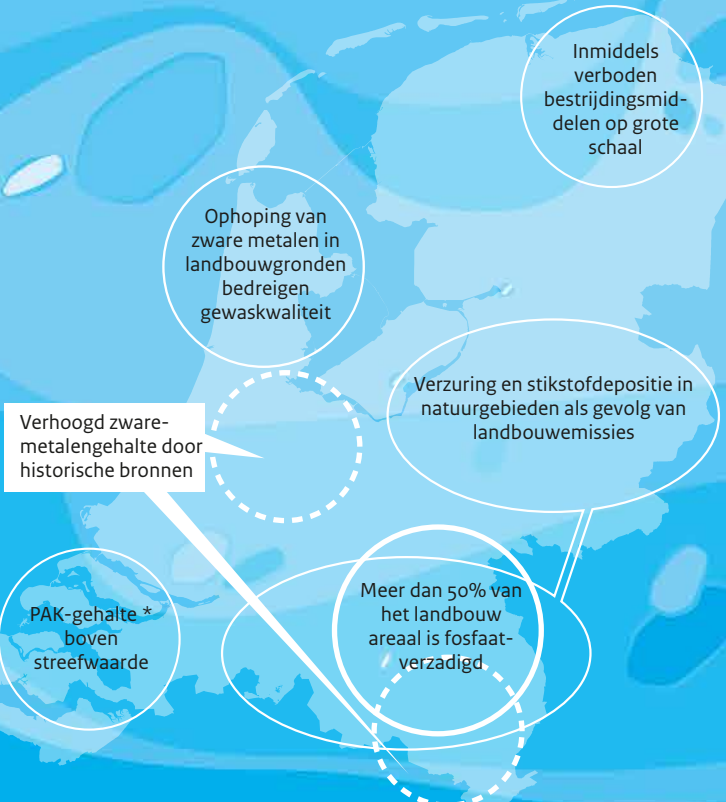 Inmiddels
verboden
bestrijdingsmid-
delen op grote
schaal
Ophoping van
zware metalen in
landbouwgronden
bedreigen
gewaskwaliteit
Verzuring en stikstofdepositie in
natuurgebieden als gevolg van
landbouwemissies
Verhoogd zware-
metalengehalte door
historische bronnen
PAK-gehalte *
boven
streefwaarde
Meer dan 50% van
het landbouw
areaal is fosfaat-
verzadigd